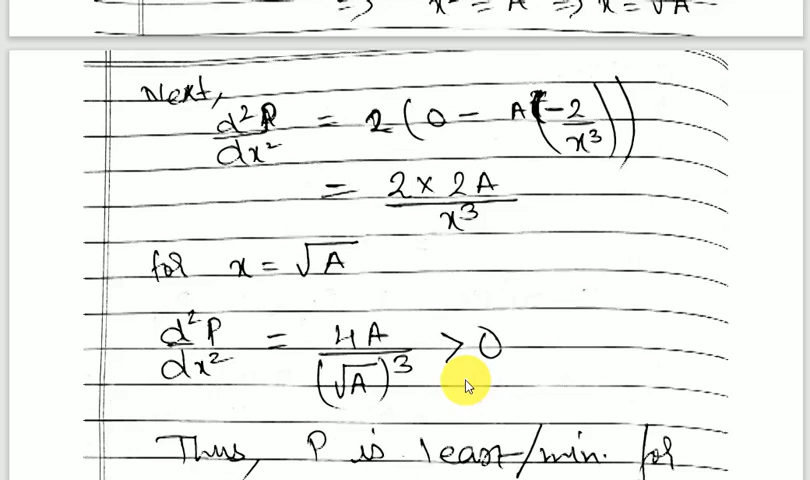 ⇒ x² = A ⇒ x = √A
Next,
d²P/dx² = 2(0 - A(-2/x³))
= 2×2A/x³
for x = √A
d²P/dx² = 4A/(√A)³ > 0
Thus, P is least/min. for